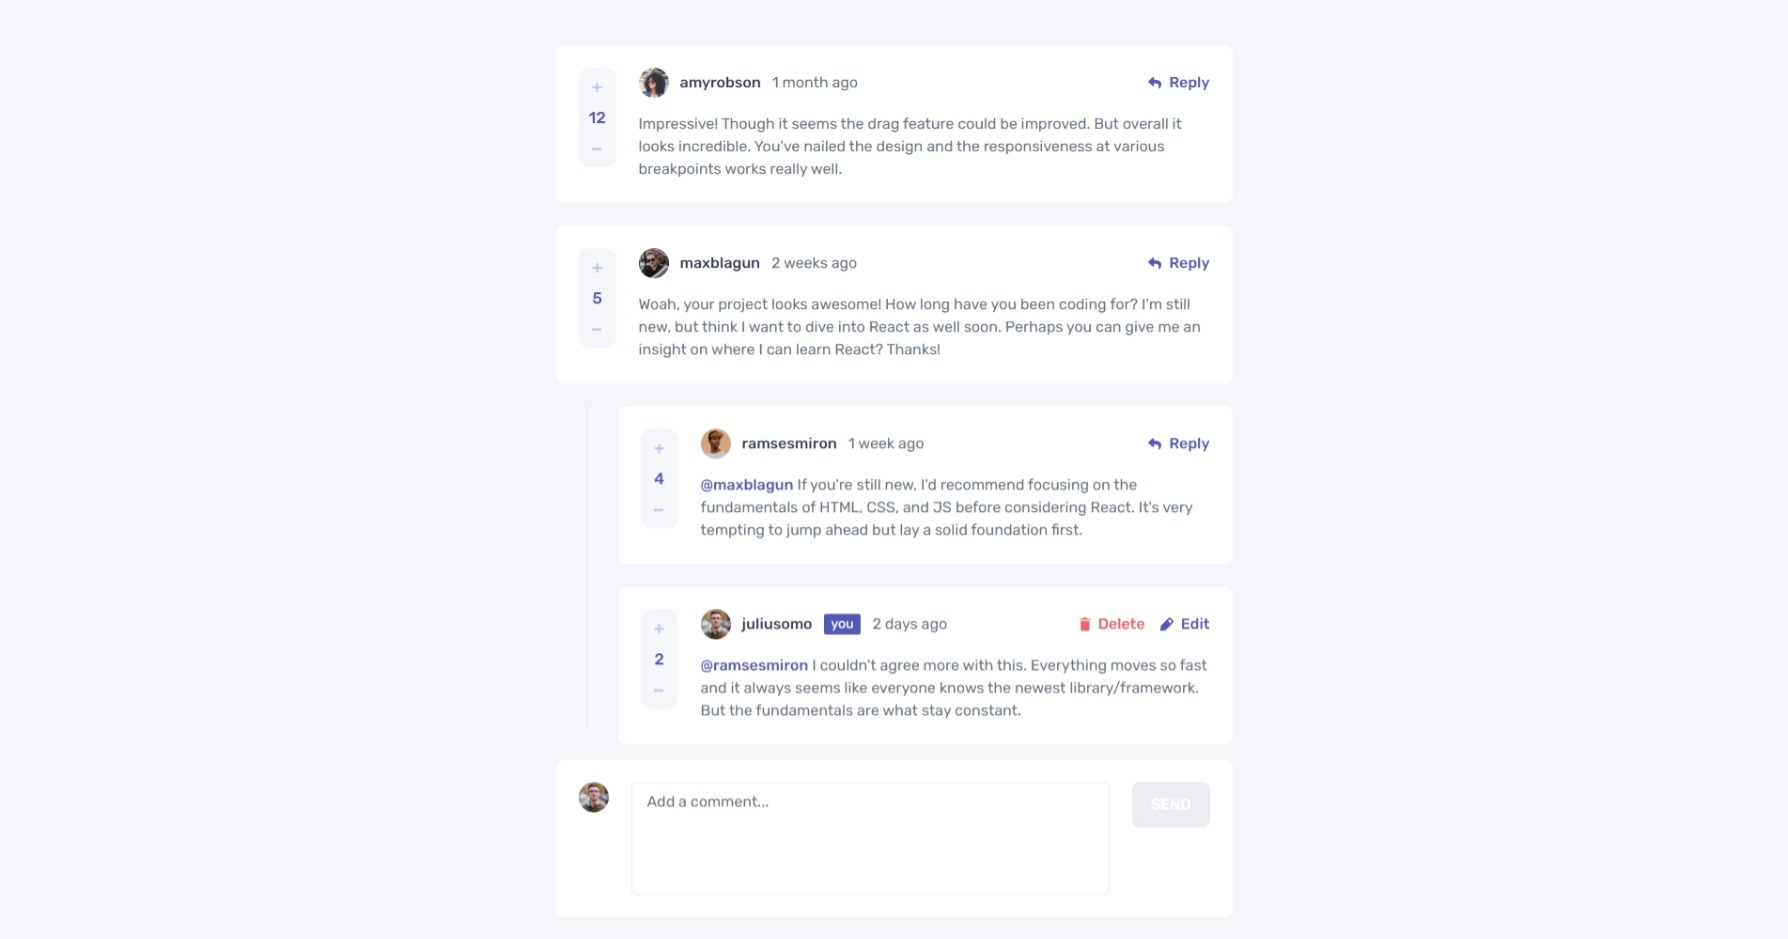 +
amyrobson 1 month ago Reply
12
Impressive! Though it seems the drag feature could be improved. But overall it
looks incredible. You've nailed the design and the responsiveness at various
–
breakpoints works really well.
+
maxblagun 2 weeks ago Reply
5
Woah, your project looks awesome! How long have you been coding for? I'm still
new, but think I want to dive into React as well soon. Perhaps you can give me an
–
insight on where I can learn React? Thanks!
+
ramsesmiron 1 week ago Reply
4
@maxblagun If you're still new, I'd recommend focusing on the
fundamentals of HTML, CSS, and JS before considering React. It's very
–
tempting to jump ahead but lay a solid foundation first.
+
juliusomo you 2 days ago Delete Edit
2
@ramsesmiron I couldn't agree more with this. Everything moves so fast
and it always seems like everyone knows the newest library/framework.
–
But the fundamentals are what stay constant.
Add a comment...
SEND